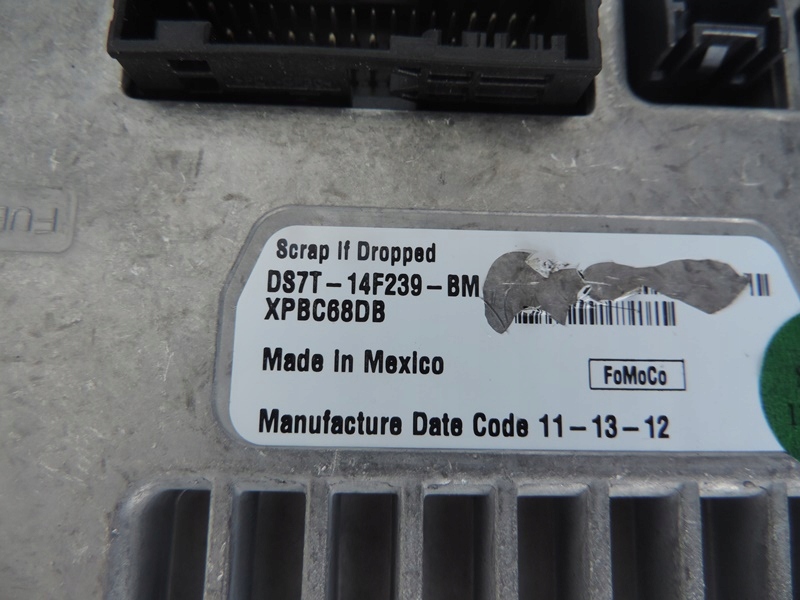 Scrap If Dropped
DS7T-14F239-BM
XPBC68DB
Made In Mexico
FoMoCo
Manufacture Date Code 11-13-12